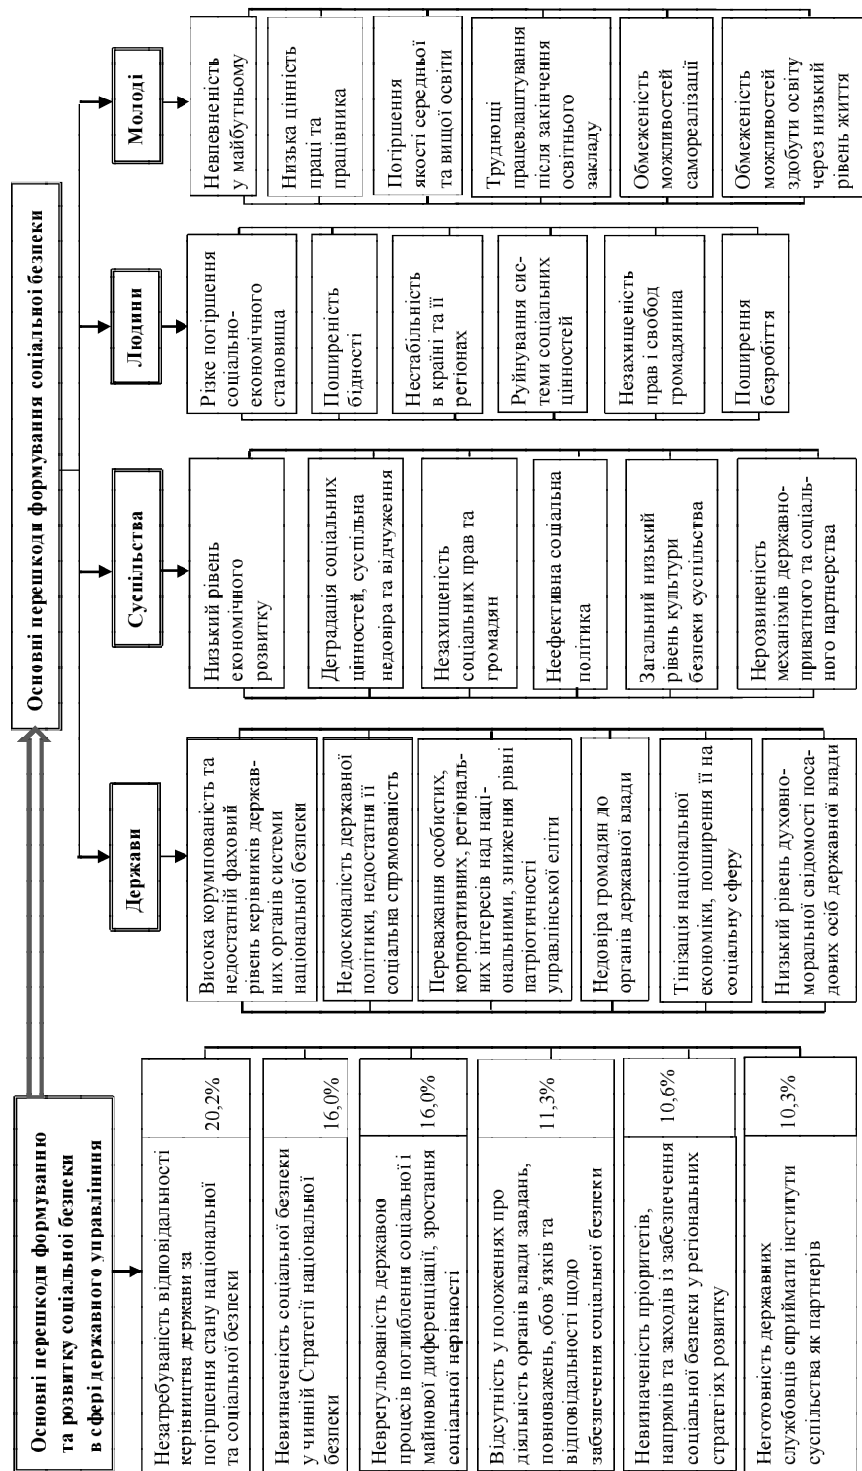 Основні перешкоди формуванню
та розвитку соціальної безпеки
в сфері державного управлінння
Незатребуваність відповідальності
керівництва держави за
погіршення стану національної
та соціальної безпеки
20,2%
Невизначеність соціальної безпеки
у чинній Стратегії національної
безпеки
16,0%
Неврегульованість державою
процесів поглиблення соціальної і
майнової диференціації, зростання
соціальної нерівності
16,0%
Відсутність у положеннях про
діяльність органів влади завдань,
повноважень, обов’язків та
відповідальності щодо
забезпечення соціальної безпеки
11,3%
Невизначеність пріоритетів,
напрямів та заходів із забезпечення
соціальної безпеки у регіональних
стратегіях розвитку
10,6%
Неготовність державних
службовців сприймати інститути
суспільства як партнерів
10,3%
Основні перешкоди формування соціальної безпеки
Держави
Висока корумпованість та
недостатній фаховий
рівень керівників держав-
них органів системи
національної безпеки
Недосконалість державної
політики, недостатня її
соціальна спрямованість
Переважання особистих,
корпоративних, регіональ-
них інтересів над наці-
ональними, зниження рівні
патріотичності
управлінської еліти
Недовіра громадян до
органів державної влади
Тінізація національної
економіки, поширення її на
соціальну сферу
Низький рівень духовно-
моральної свідомості поса-
дових осіб державної влади
Суспільства
Низький рівень
економічного
розвитку
Деградація соціальних
цінностей, суспільна
недовіра та відчуження
Незахищеність
соціальних прав та
громадян
Неефективна соціальна
політика
Загальний низький
рівень культури
безпеки суспільства
Нерозвиненість
механізмів державно-
приватного та соціаль-
ного партнерства
Людини
Різке погіршення
соціально-
економічного
становища
Поширеність
бідності
Нестабільність
в країні та її
регіонах
Руйнування сис-
теми соціальних
цінностей
Незахищеність
прав і свобод
громадянина
Поширення
безробіття
Молоді
Невпевненість
у майбутньому
Низька цінність
праці та
працівника
Погіршення
якості середньої
та вищої освіти
Труднощі
працевлаштування
після закінчення
освітнього
закладу
Обмеженість
можливостей
самореалізації
Обмеженість
можливостей
здобути освіту
через низький
рівень життя